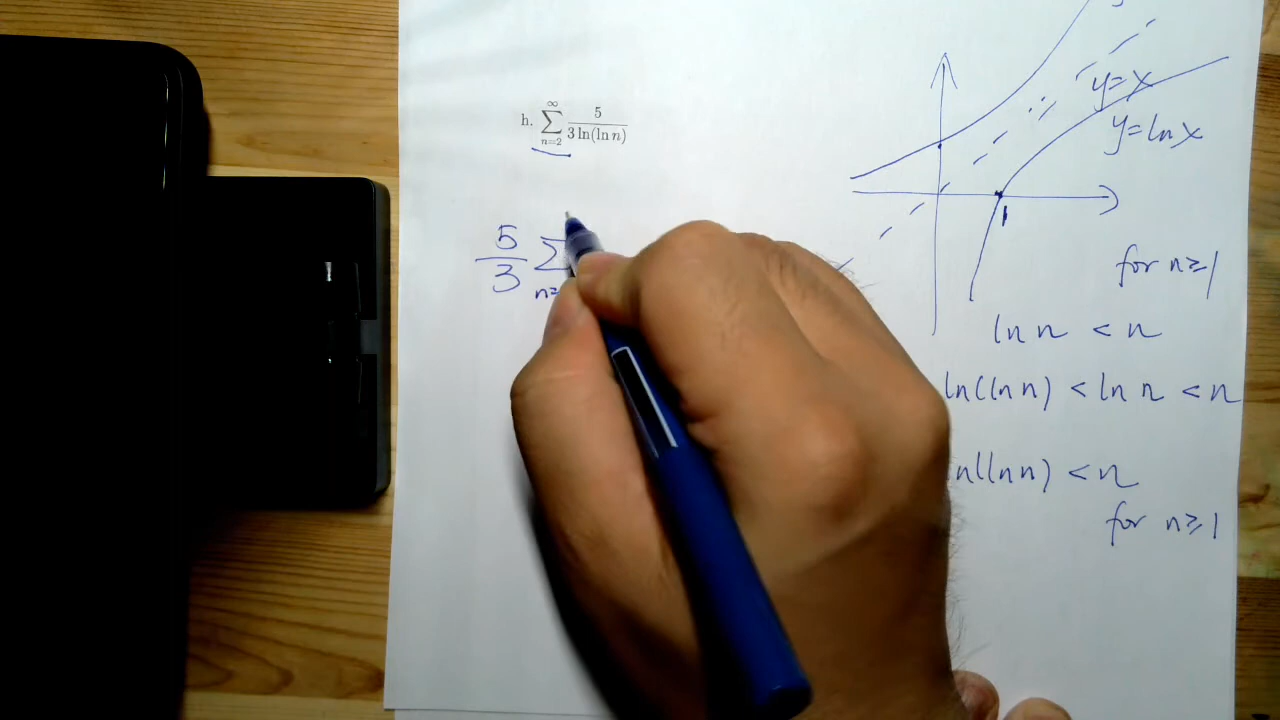 h. ∑_{n=2}^{∞} 5/(3 ln(ln n))
5/3 ∑ n=
y=x
y=ln x
1
for n≥1
ln n < n
ln(ln n) < ln n < n
n(ln n) < n
for n≥1